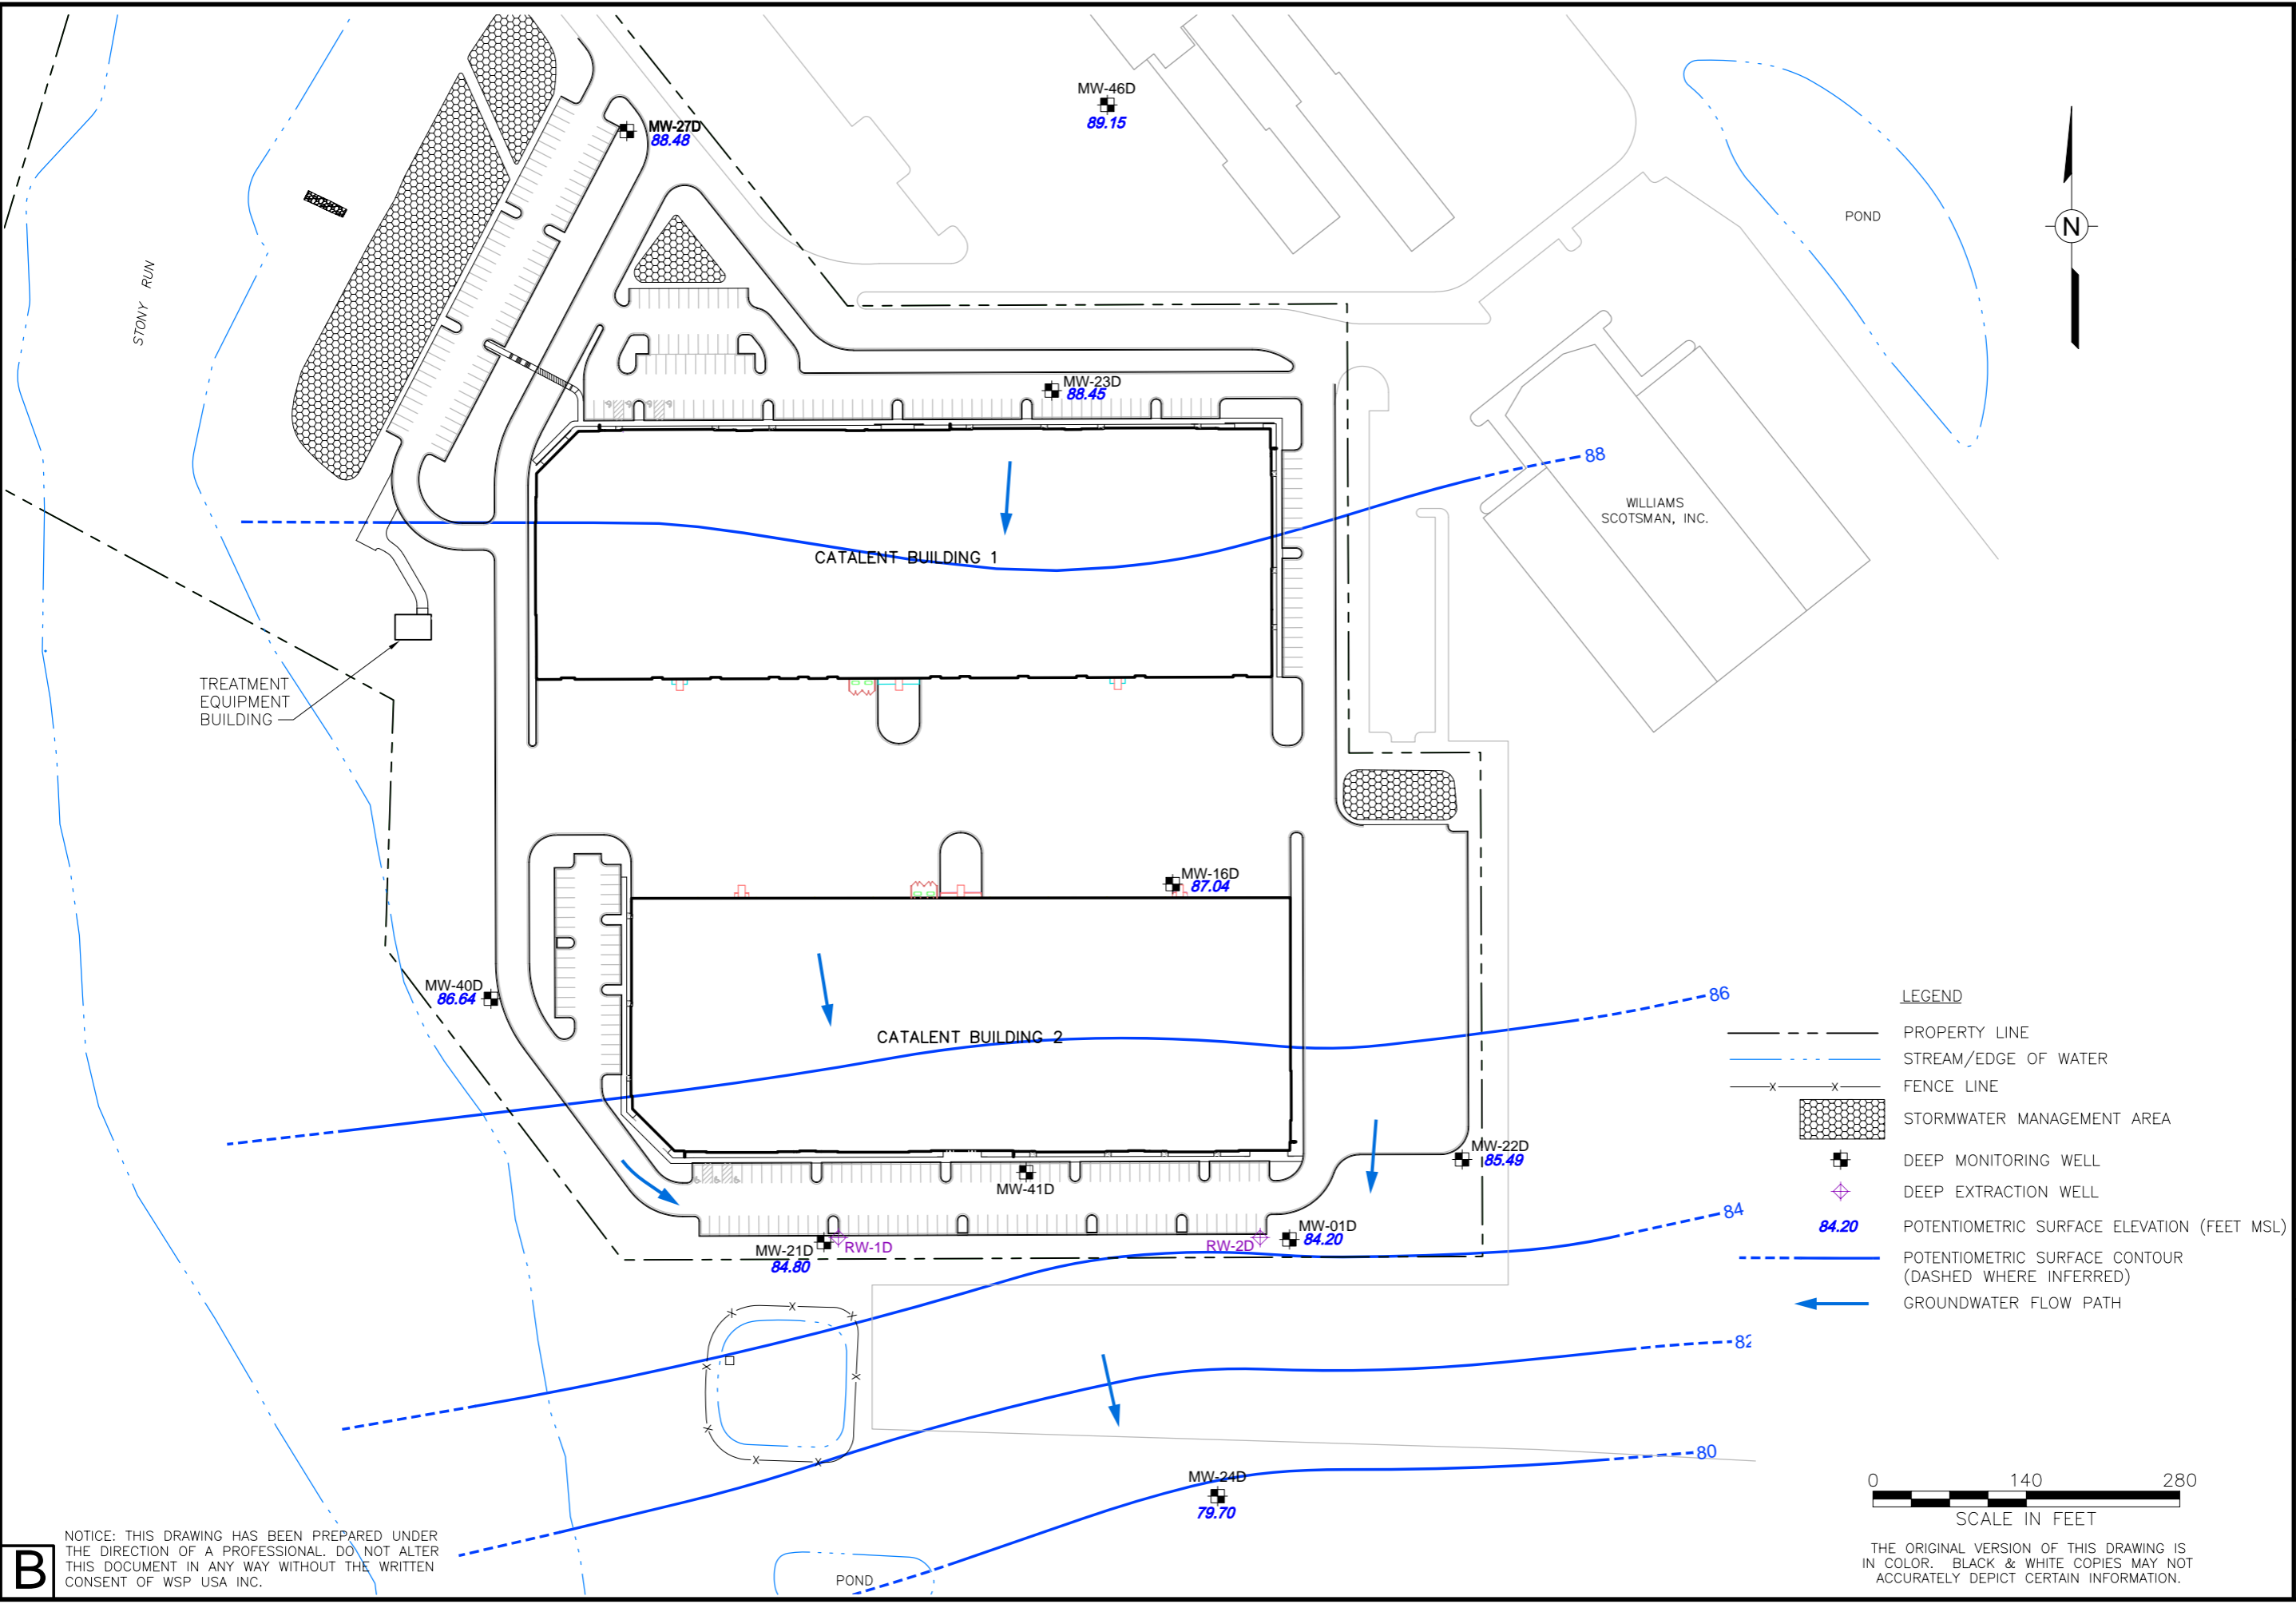 MW-46D
89.15
MW-27D
88.48
POND
N
STONY RUN
MW-23D
88.45
88
WILLIAMS
SCOTSMAN, INC.
CATALENT BUILDING 1
TREATMENT
EQUIPMENT
BUILDING
MW-16D
87.04
MW-40D
86.64
86
CATALENT BUILDING 2
LEGEND
PROPERTY LINE
STREAM/EDGE OF WATER
X X FENCE LINE
STORMWATER MANAGEMENT AREA
DEEP MONITORING WELL
DEEP EXTRACTION WELL
84.20 POTENTIOMETRIC SURFACE ELEVATION (FEET MSL)
POTENTIOMETRIC SURFACE CONTOUR
(DASHED WHERE INFERRED)
GROUNDWATER FLOW PATH
MW-22D
85.49
MW-41D
84
MW-01D
84.20
RW-2D
MW-21D
84.80
RW-1D
X X X
X X
X X X
82
80
MW-24D
79.70
POND
0 140 280
SCALE IN FEET
THE ORIGINAL VERSION OF THIS DRAWING IS
IN COLOR. BLACK & WHITE COPIES MAY NOT
ACCURATELY DEPICT CERTAIN INFORMATION.
B
NOTICE: THIS DRAWING HAS BEEN PREPARED UNDER
THE DIRECTION OF A PROFESSIONAL. DO NOT ALTER
THIS DOCUMENT IN ANY WAY WITHOUT THE WRITTEN
CONSENT OF WSP USA INC.